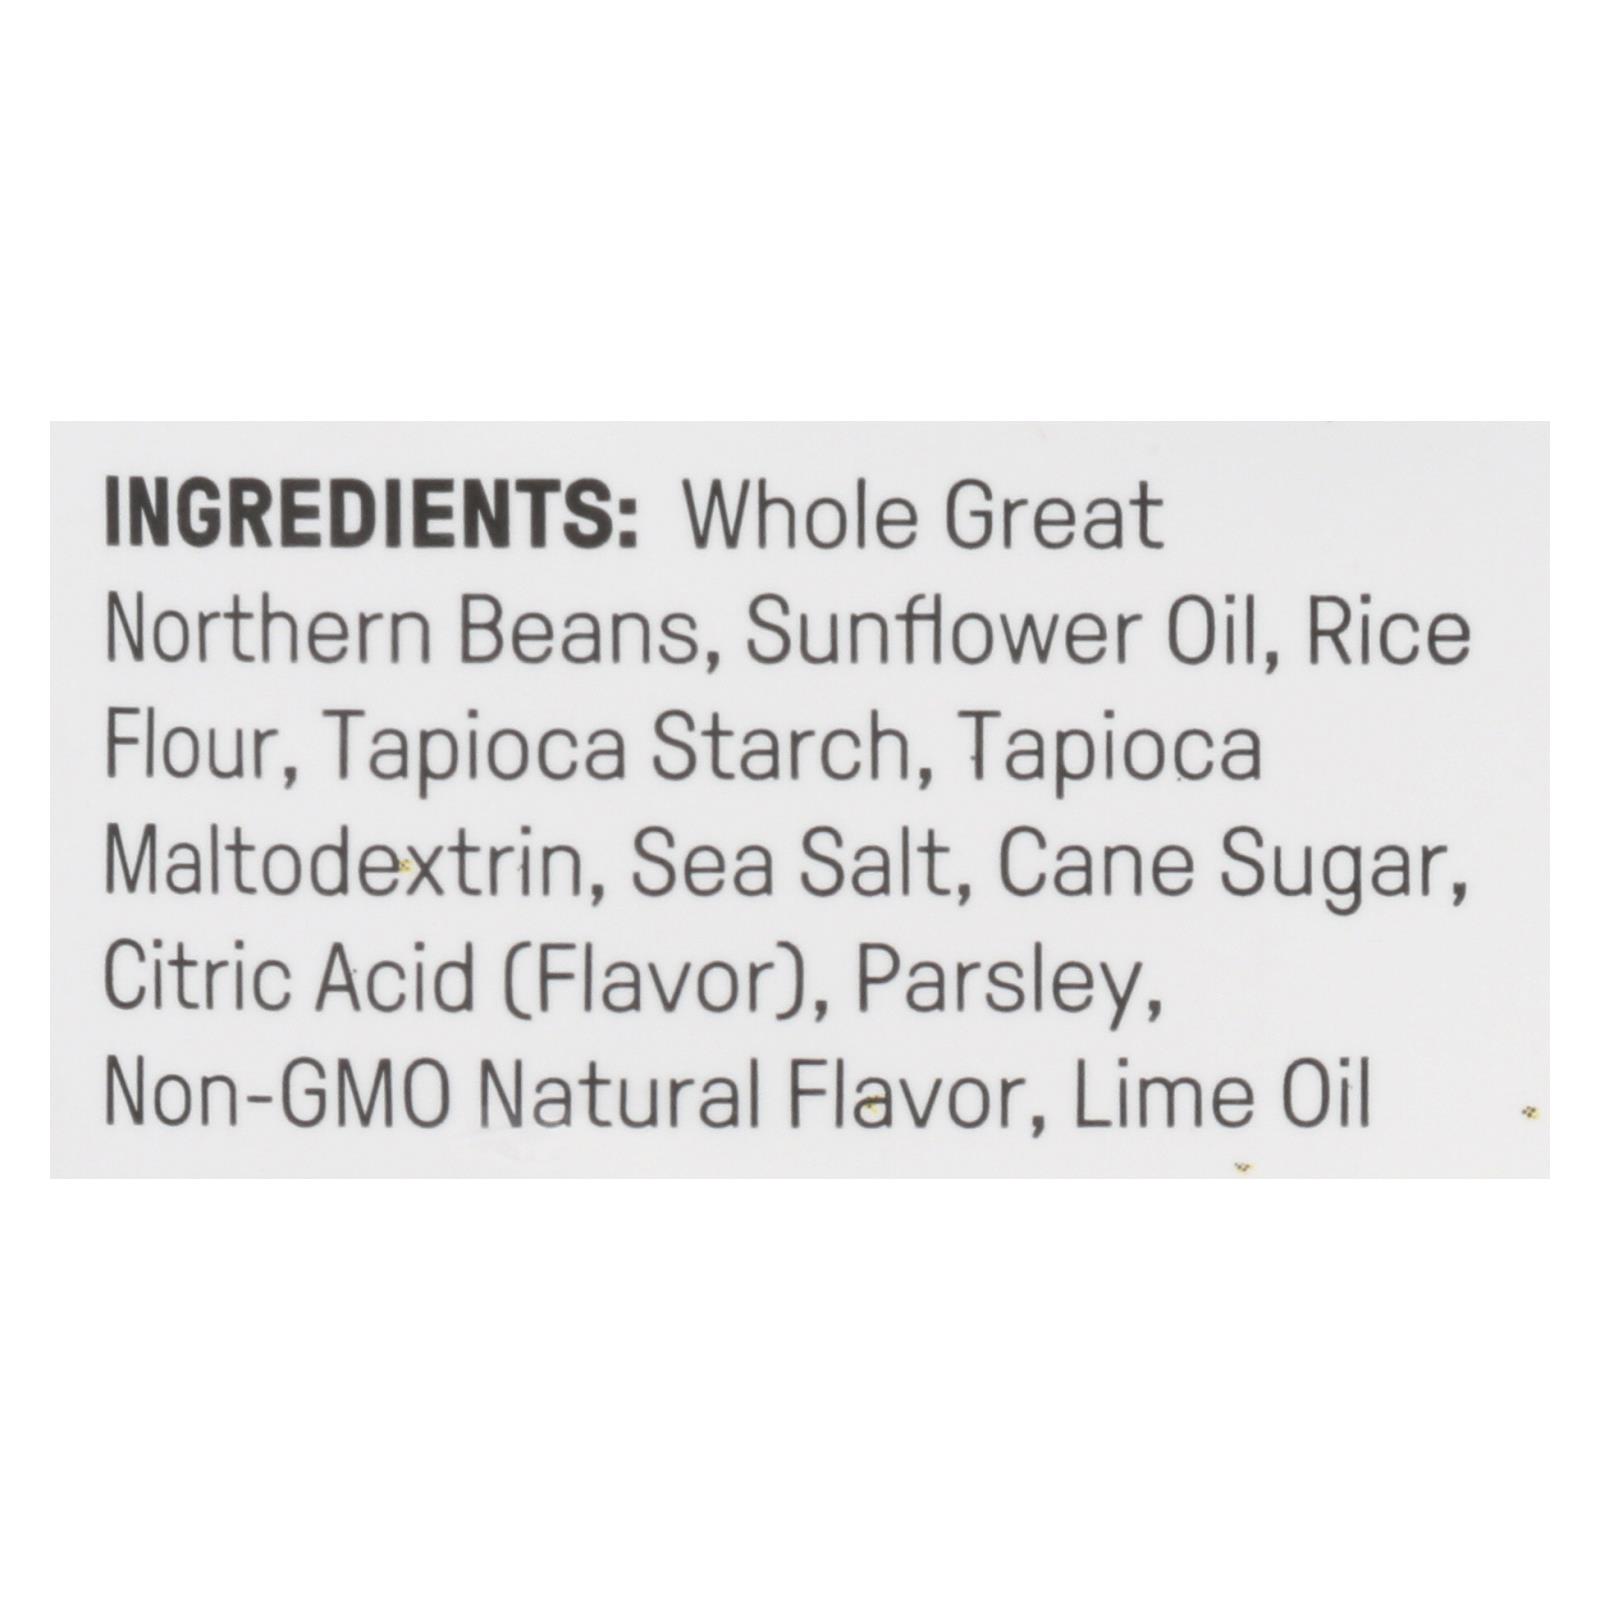 INGREDIENTS: Whole Great
Northern Beans, Sunflower Oil, Rice
Flour, Tapioca Starch, Tapioca
Maltodextrin, Sea Salt, Cane Sugar,
Citric Acid (Flavor), Parsley,
Non-GMO Natural Flavor, Lime Oil